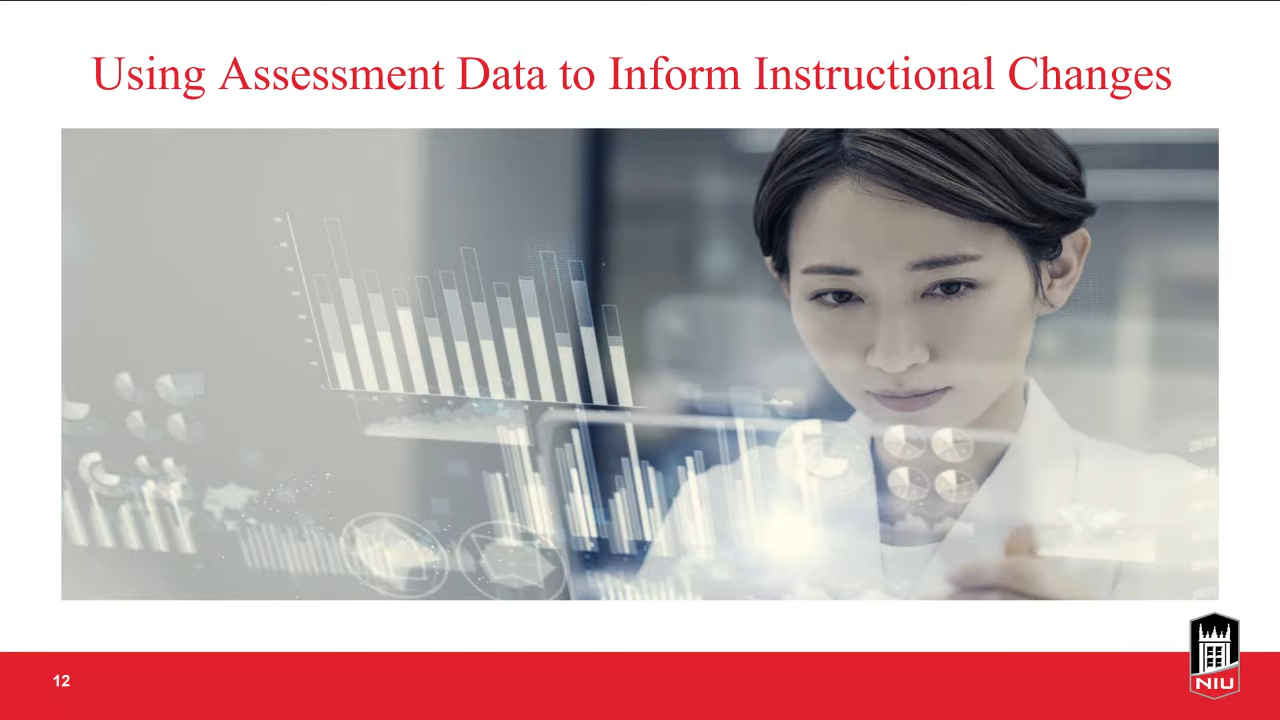 Using Assessment Data to Inform Instructional Changes
12
NIU